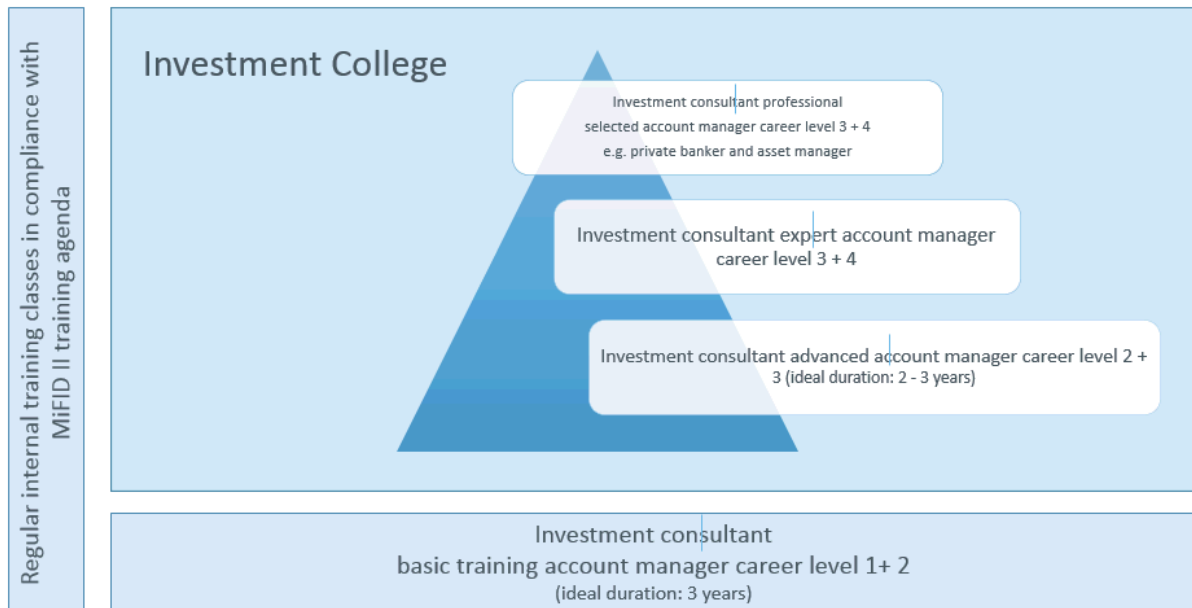 Regular internal training classes in compliance with
MiFID II training agenda
Investment College
Investment consultant professional
selected account manager career level 3 + 4
e.g. private banker and asset manager
Investment consultant expert account manager
career level 3 + 4
Investment consultant advanced account manager career level 2 +
3 (ideal duration: 2 - 3 years)
Investment consultant
basic training account manager career level 1+ 2
(ideal duration: 3 years)